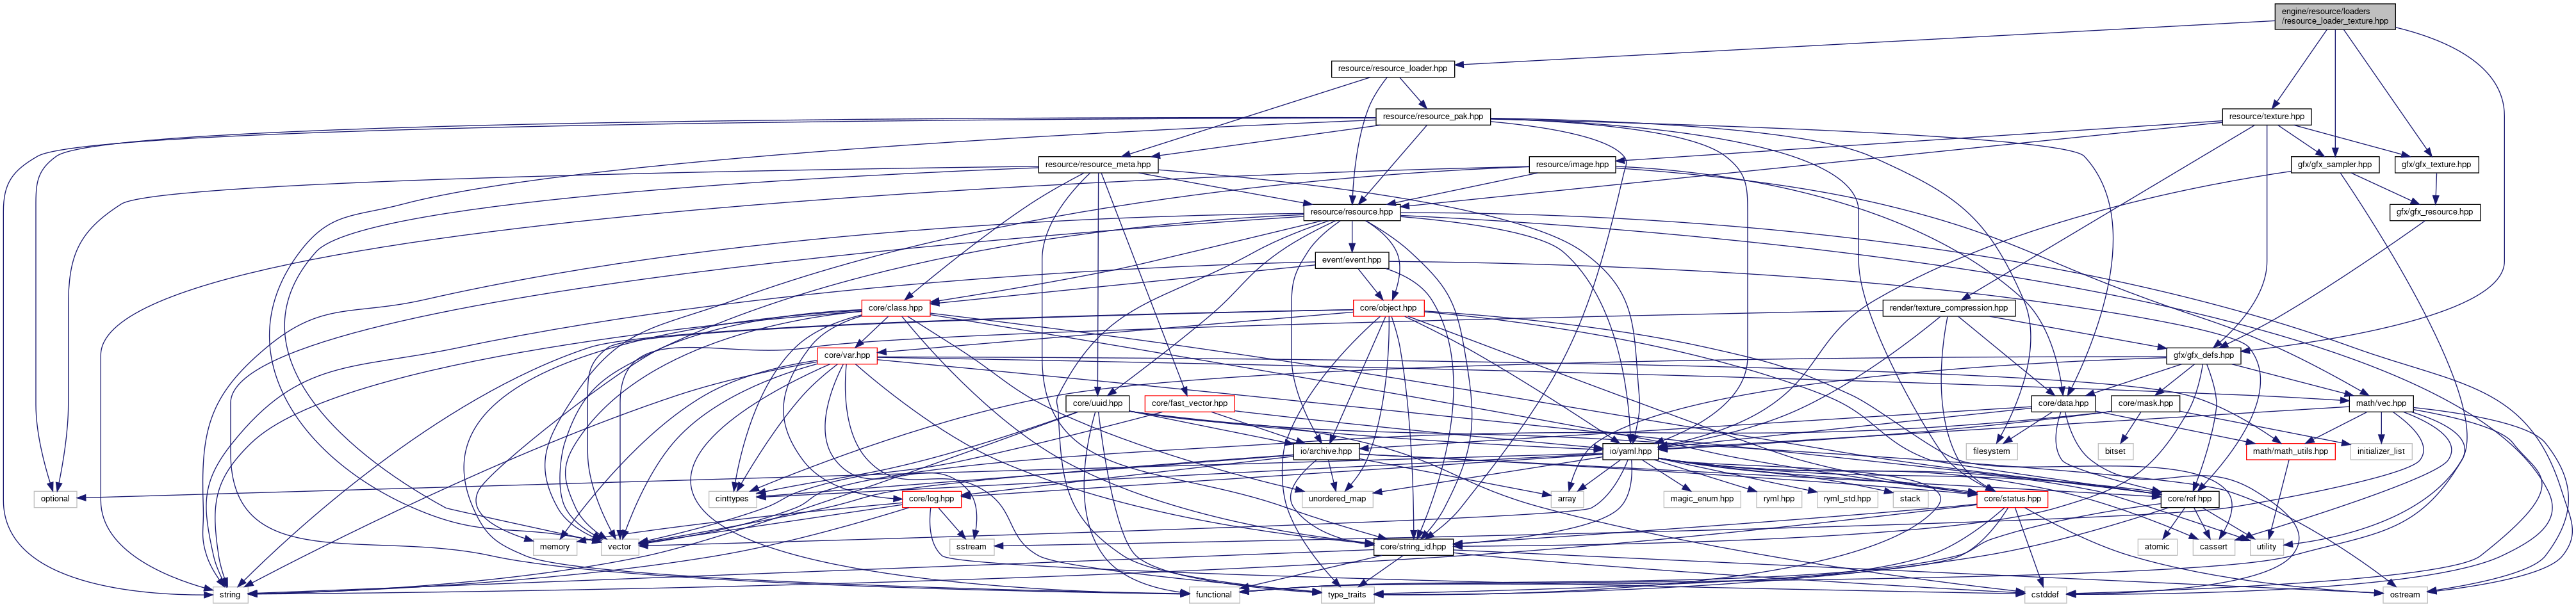 engine/resource/loaders
/resource_loader_texture.hpp
resource/resource_loader.hpp
resource/resource_pak.hpp
resource/texture.hpp
resource/resource_meta.hpp
resource/image.hpp
gfx/gfx_sampler.hpp
gfx/gfx_texture.hpp
resource/resource.hpp
gfx/gfx_resource.hpp
event/event.hpp
core/class.hpp
core/object.hpp
render/texture_compression.hpp
core/var.hpp
gfx/gfx_defs.hpp
core/uuid.hpp
core/fast_vector.hpp
core/data.hpp
core/mask.hpp
math/vec.hpp
io/archive.hpp
io/yaml.hpp
filesystem
bitset
math/math_utils.hpp
initializer_list
optional
cinttypes
core/log.hpp
unordered_map
array
magic_enum.hpp
ryml.hpp
ryml_std.hpp
stack
core/status.hpp
core/ref.hpp
memory
vector
sstream
core/string_id.hpp
atomic
cassert
utility
string
functional
type_traits
cstddef
ostream